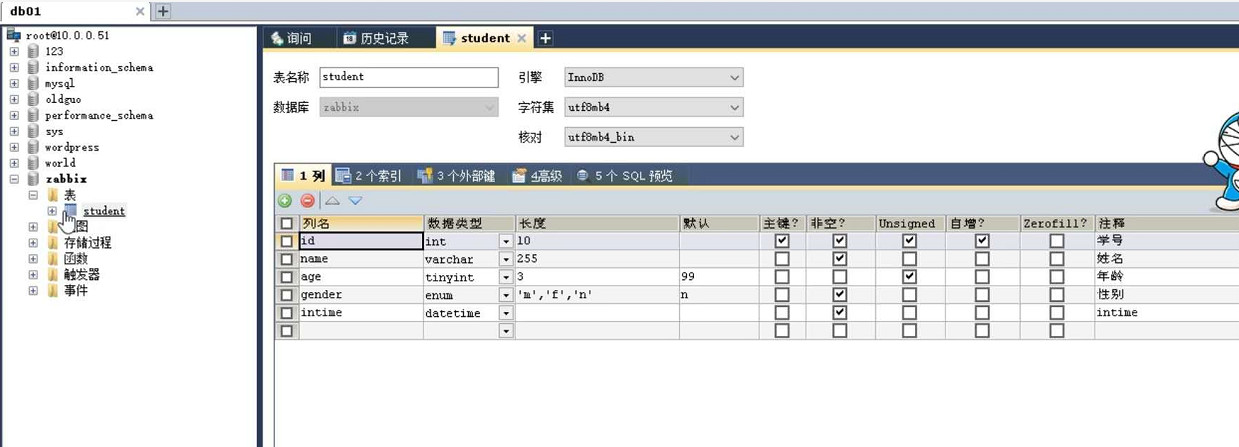 db01
root@10.0.0.51
123
information_schema
mysql
oldguo
performance_schema
sys
wordpress
world
zabbix
表
student
图
存储过程
函数
触发器
事件
询问 历史记录 student
表名称 student 引擎 InnoDB
数据库 zabbix 字符集 utf8mb4
核对 utf8mb4_bin
1 列 2 个索引 3 个外部键 4高级 5 个 SQL 预览
列名 数据类型 长度 默认 主键? 非空? Unsigned 自增? Zerofill? 注释
id int 10 学号
name varchar 255 姓名
age tinyint 3 99 年龄
gender enum 'm','f','n' n 性别
intime datetime intime